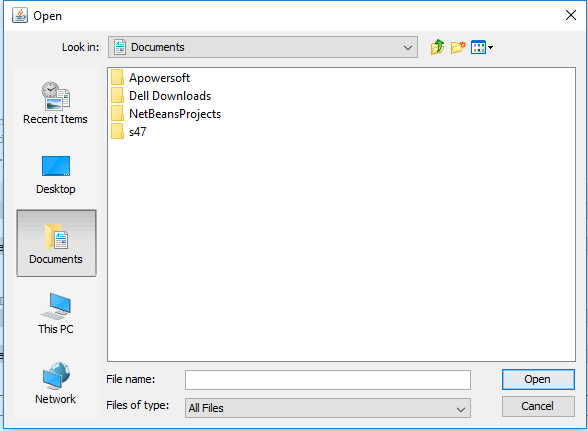 Open
Look in:
Documents
Recent Items
Desktop
Documents
This PC
Network
Apowersoft
Dell Downloads
NetBeansProjects
s47
File name:
Open
Files of type:
All Files
Cancel